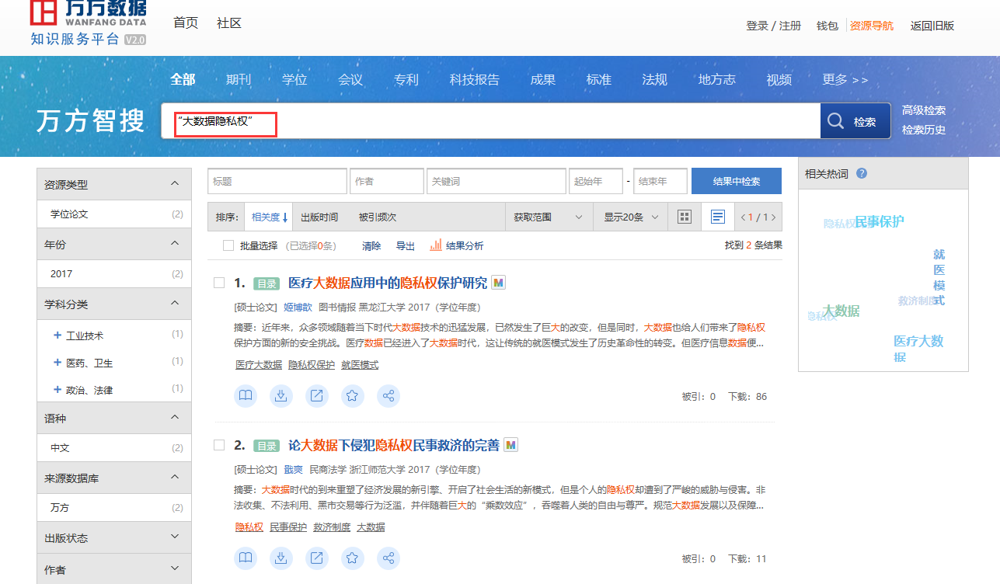 万方数据
WANFANG DATA
知识服务平台 V2.0
首页 社区
登录 / 注册 钱包 资源导航 返回旧版
全部 期刊 学位 会议 专利 科技报告 成果 标准 法规 地方志 视频 更多 >>
万方智搜
“大数据隐私权”
检索
高级检索
检索历史
资源类型
学位论文 (2)
年份
2017 (2)
学科分类
+ 工业技术 (1)
+ 医药、卫生 (1)
+ 政治、法律 (1)
语种
中文 (2)
来源数据库
万方 (2)
出版状态
作者
标题 作者 关键词 起始年 - 结束年 结果中检索
排序: 相关度 出版时间 被引频次 获取范围 显示20条 1 / 1
批量选择 (已选择0条) 清除 导出 结果分析 找到 2 条结果
1. 目录 医疗大数据应用中的隐私权保护研究 M
[硕士论文] 姬博歆 图书情报 黑龙江大学 2017（学位年度）
摘要：近年来，众多领域随着当下时代大数据技术的迅猛发展，已然发生了巨大的改变，但是同时，大数据也给人们带来了隐私权
保护方面的新的安全挑战。医疗数据已经进入了大数据时代，这让传统的就医模式发生了历史革命性的转变。但医疗信息数据便...
医疗大数据 隐私权保护 就医模式
被引：0 下载：86
2. 目录 论大数据下侵犯隐私权民事救济的完善 M
[硕士论文] 戬爽 民商法学 浙江师范大学 2017（学位年度）
摘要：大数据时代的到来重塑了经济发展的新引擎、开启了社会生活的新模式，但是个人的隐私权却遭到了严峻的威胁与侵害。非
法收集、不法利用、黑市交易等行为泛滥，并伴随着巨大的“乘数效应”，吞噬着人类的自由与尊严。规范大数据发展以及保障...
隐私权 民事保护 救济制度 大数据
被引：0 下载：11
相关热词 ?
隐私权
民事保护
就医模式
救济制度
大数据
隐私权
医疗大数
据